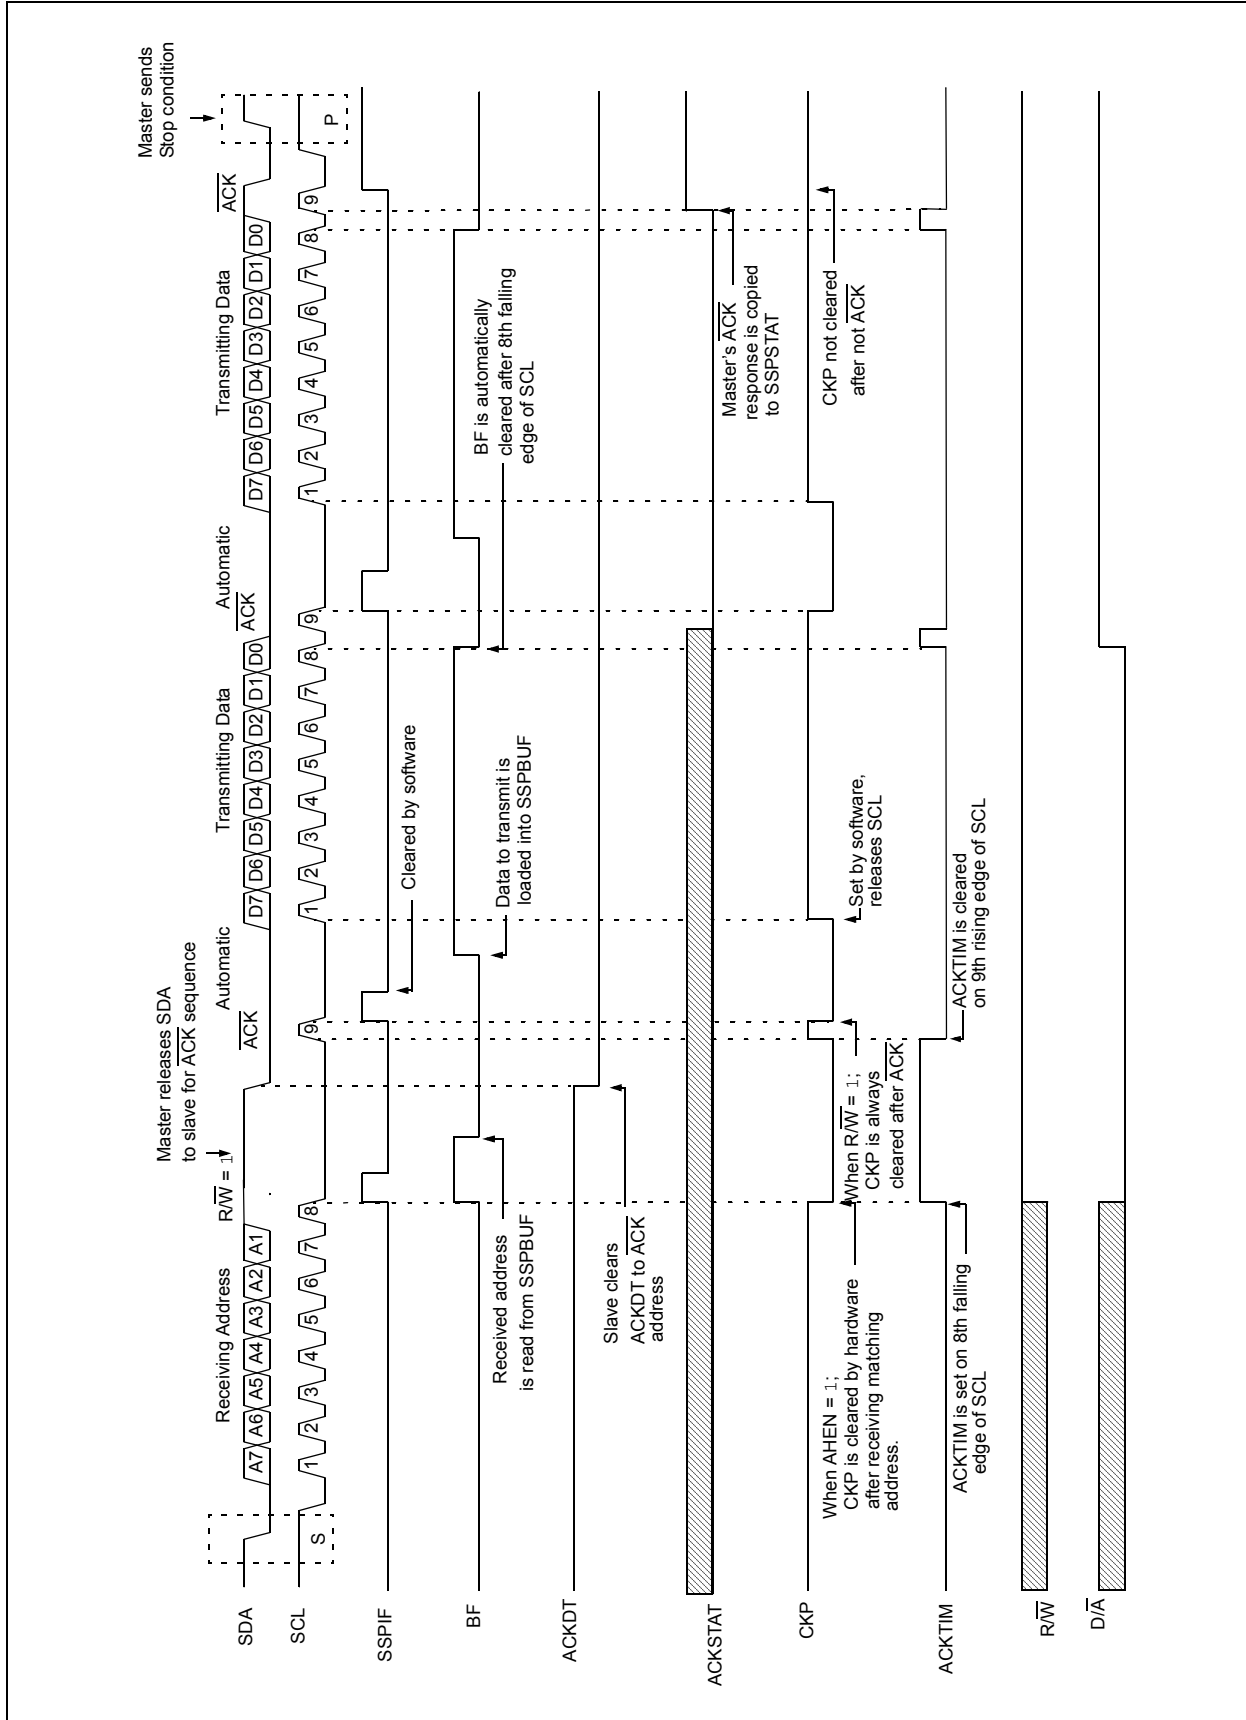 Master releases SDA
to slave for A̅C̅K̅ sequence
Master sends
Stop condition
Receiving Address
R/W̅ = 1
A̅C̅K̅
Automatic
Transmitting Data
A̅C̅K̅
Automatic
Transmitting Data
A̅C̅K̅
SDA
A7 A6 A5 A4 A3 A2 A1
D7 D6 D5 D4 D3 D2 D1 D0
D7 D6 D5 D4 D3 D2 D1 D0
SCL
S
1 2 3 4 5 6 7 8 9
1 2 3 4 5 6 7 8 9
1 2 3 4 5 6 7 8 9
P
SSPIF
Cleared by software
BF
Received address
is read from SSPBUF
Data to transmit is
loaded into SSPBUF
BF is automatically
cleared after 8th falling
edge of SCL
ACKDT
Slave clears
ACKDT to A̅C̅K̅
address
ACKSTAT
Master's A̅C̅K̅
response is copied
to SSPSTAT
CKP
When AHEN = 1;
CKP is cleared by hardware
after receiving matching
address.
When R/W̅ = 1;
CKP is always
cleared after A̅C̅K̅
Set by software,
releases SCL
CKP not cleared
after not A̅C̅K̅
ACKTIM
ACKTIM is set on 8th falling
edge of SCL
ACKTIM is cleared
on 9th rising edge of SCL
R/W̅
D/A̅